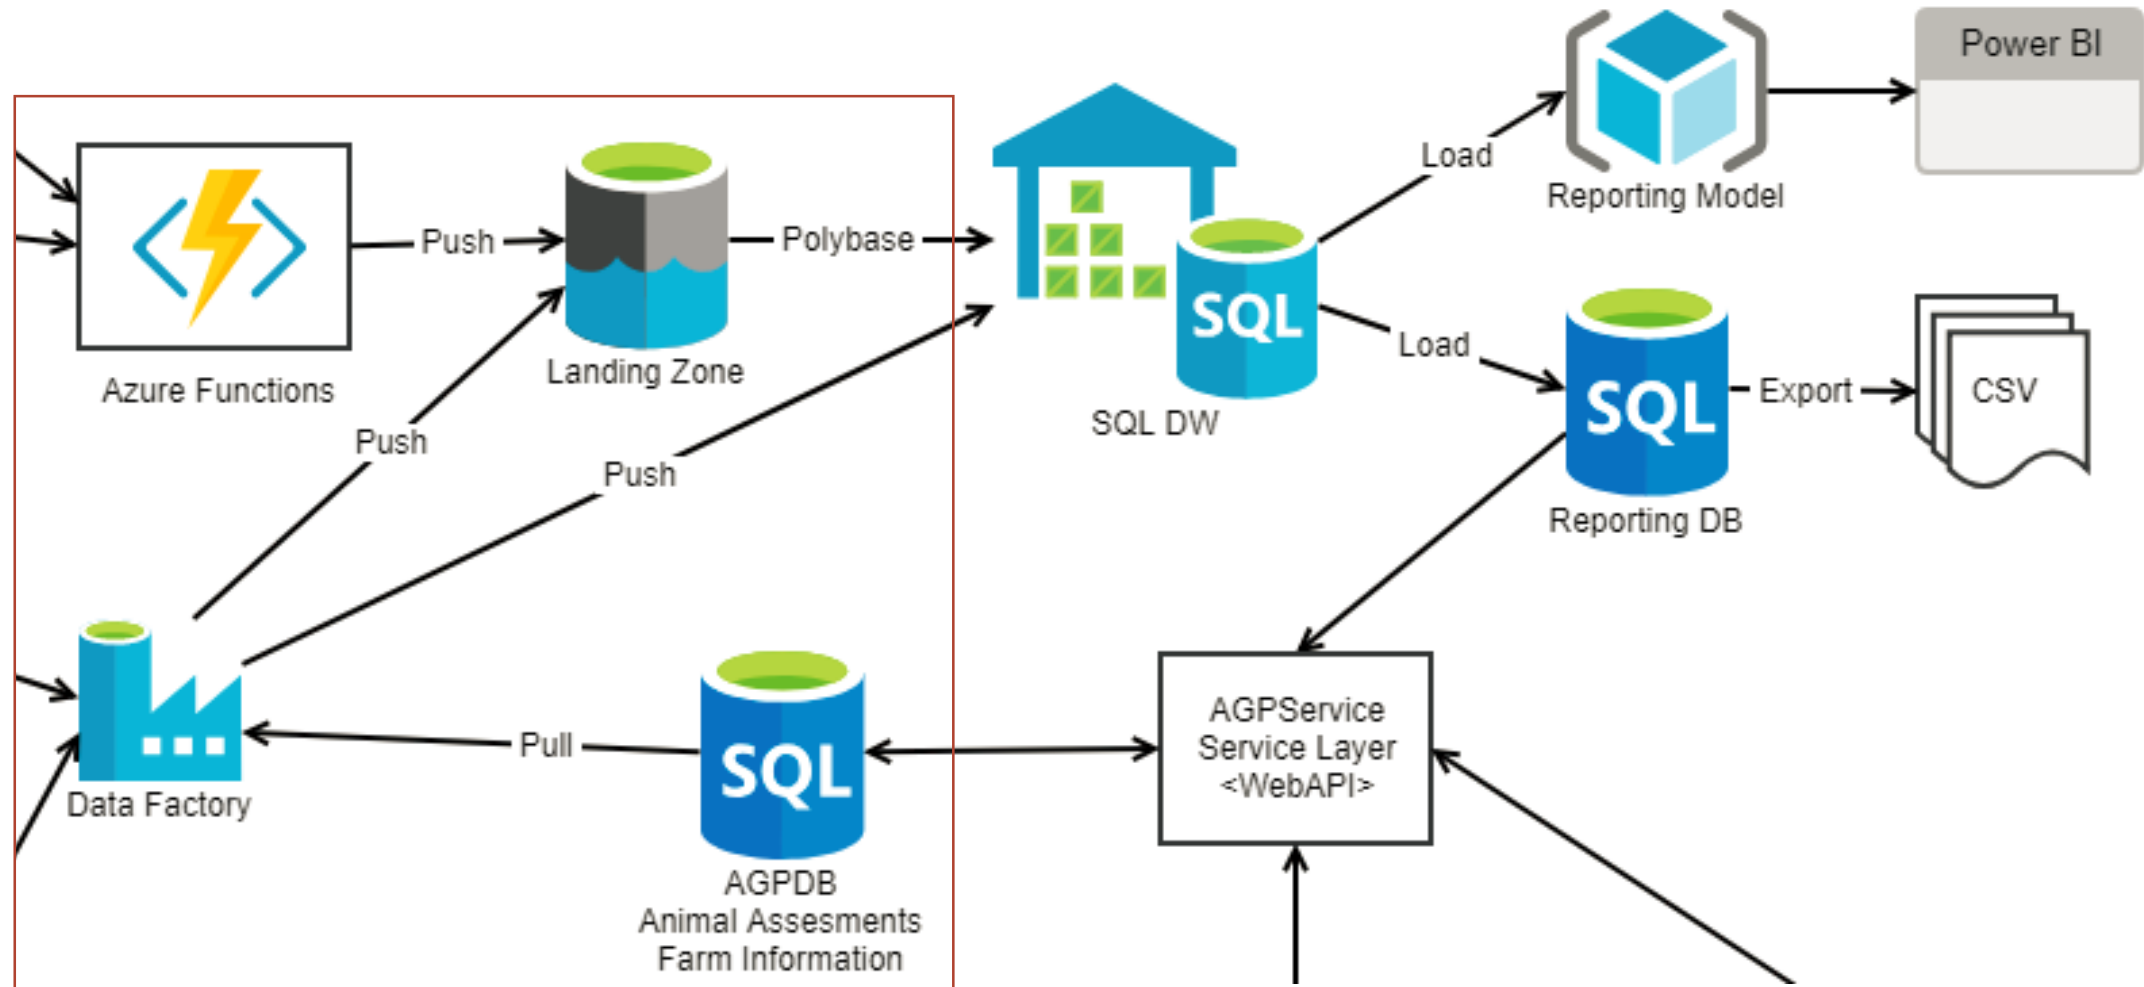 Power BI
Load
Reporting Model
Push
Polybase
SQL
Azure Functions
Landing Zone
SQL DW
Load
SQL
Export
CSV
Reporting DB
Push
Push
Data Factory
Pull
SQL
AGPDB
Animal Assesments
Farm Information
AGPService
Service Layer
<WebAPI>